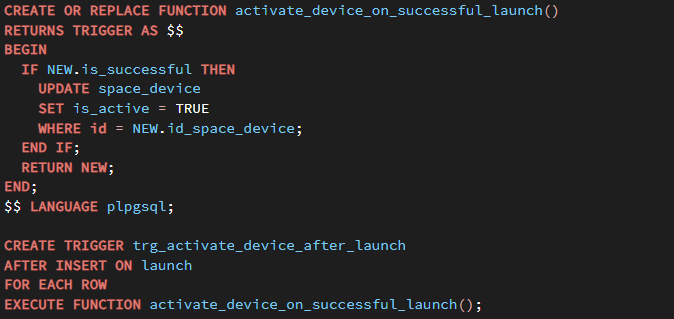 CREATE OR REPLACE FUNCTION activate_device_on_successful_launch()
RETURNS TRIGGER AS $$
BEGIN
  IF NEW.is_successful THEN
    UPDATE space_device
    SET is_active = TRUE
    WHERE id = NEW.id_space_device;
  END IF;
  RETURN NEW;
END;
$$ LANGUAGE plpgsql;

CREATE TRIGGER trg_activate_device_after_launch
AFTER INSERT ON launch
FOR EACH ROW
EXECUTE FUNCTION activate_device_on_successful_launch();